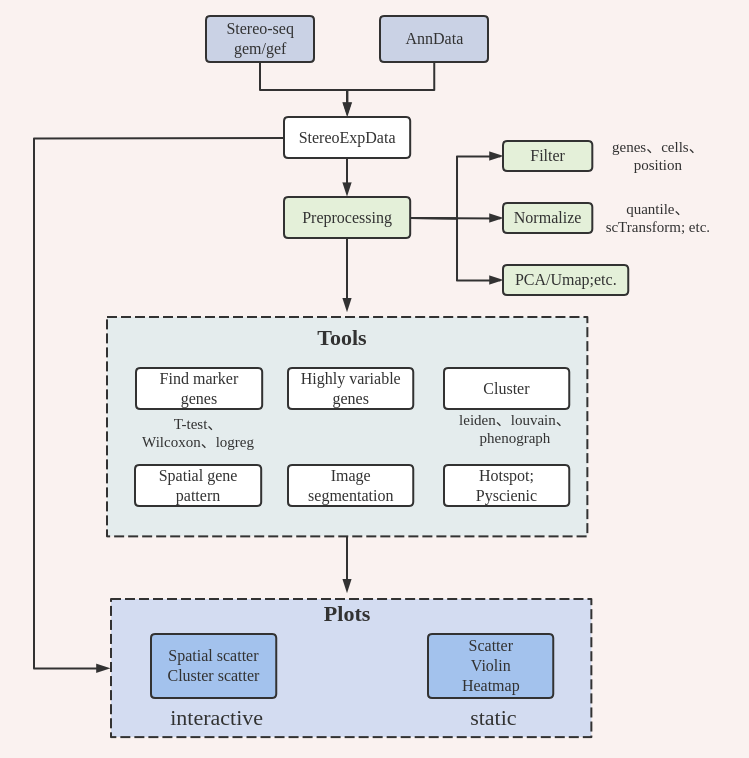 Stereo-seq
gem/gef
AnnData
StereoExpData
Preprocessing
Filter
genes、cells、
position
Normalize
quantile、
scTransform; etc.
PCA/Umap;etc.
Tools
Find marker
genes
T-test、
Wilcoxon、logreg
Highly variable
genes
Cluster
leiden、louvain、
phenograph
Spatial gene
pattern
Image
segmentation
Hotspot;
Pyscienic
Plots
Spatial scatter
Cluster scatter
interactive
Scatter
Violin
Heatmap
static